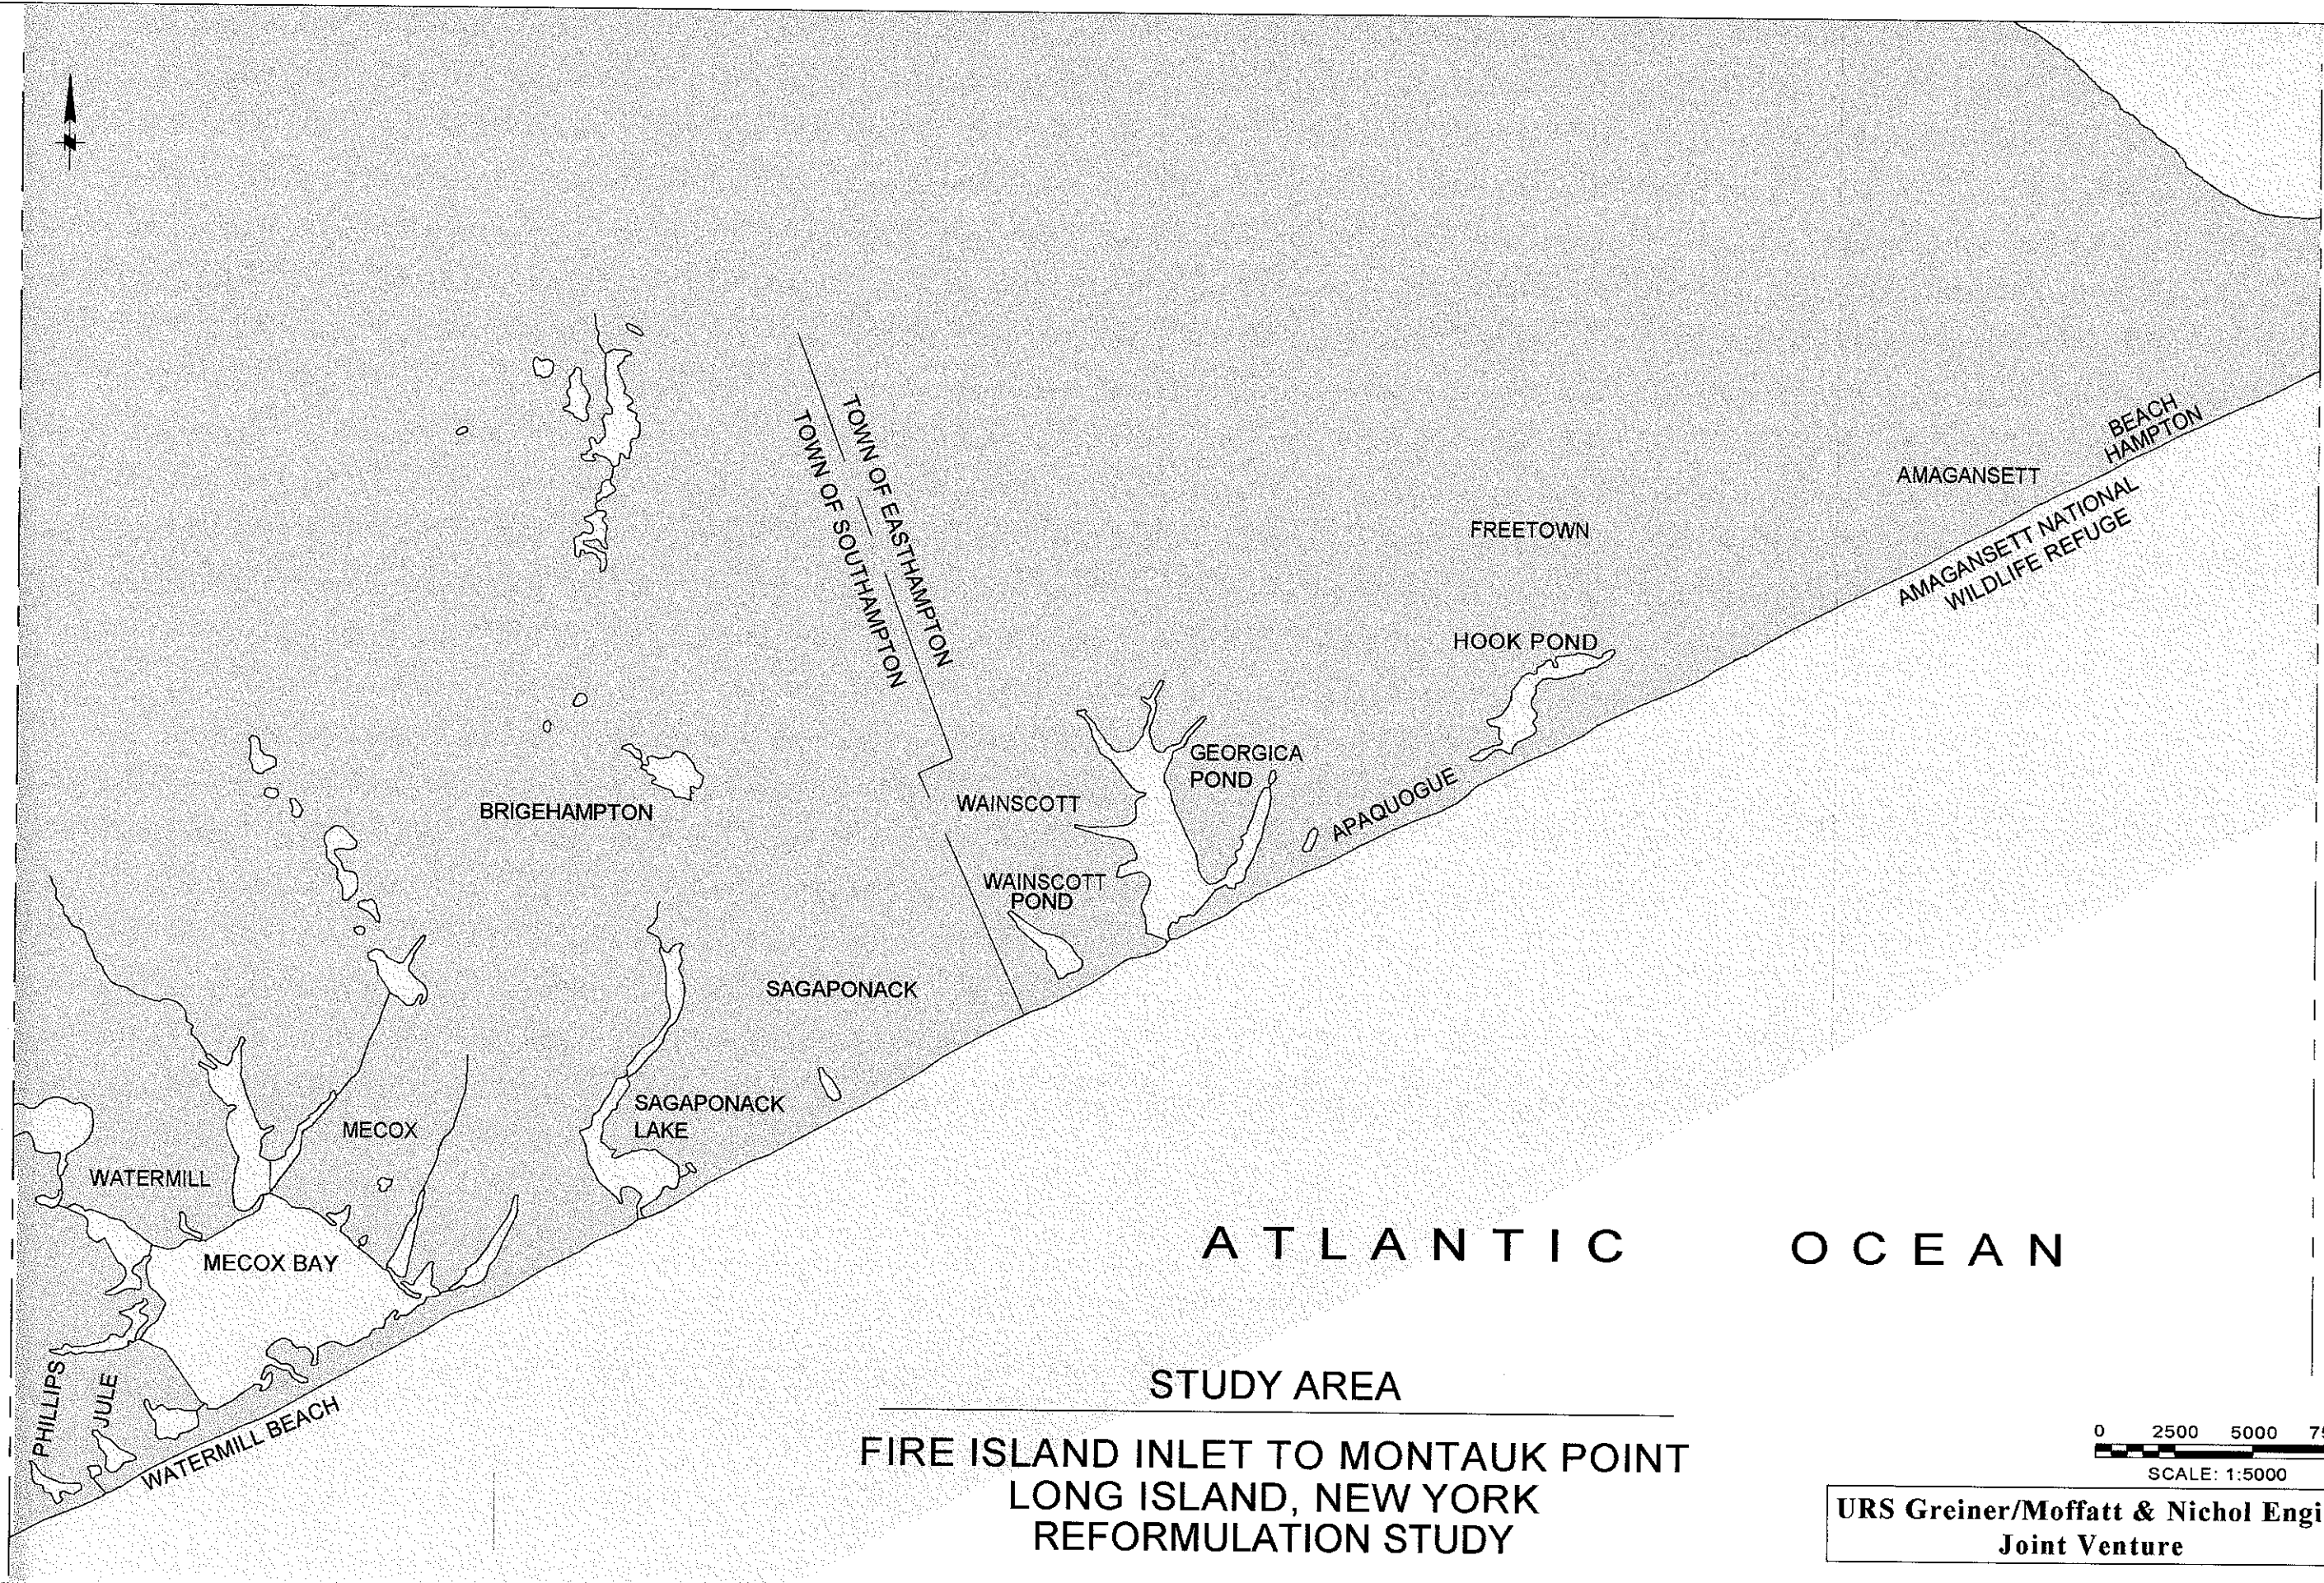 BEACH
HAMPTON
AMAGANSETT
AMAGANSETT NATIONAL
WILDLIFE REFUGE
TOWN OF EASTHAMPTON
TOWN OF SOUTHAMPTON
FREETOWN
HOOK POND
GEORGICA
POND
APAQUOGUE
WAINSCOTT
BRIGEHAMPTON
WAINSCOTT
POND
SAGAPONACK
SAGAPONACK
LAKE
MECOX
WATERMILL
MECOX BAY
PHILLIPS
JULE
WATERMILL BEACH
ATLANTIC OCEAN
STUDY AREA
FIRE ISLAND INLET TO MONTAUK POINT
LONG ISLAND, NEW YORK
REFORMULATION STUDY
0 2500 5000 75
SCALE: 1:5000
URS Greiner/Moffatt & Nichol Engi
Joint Venture